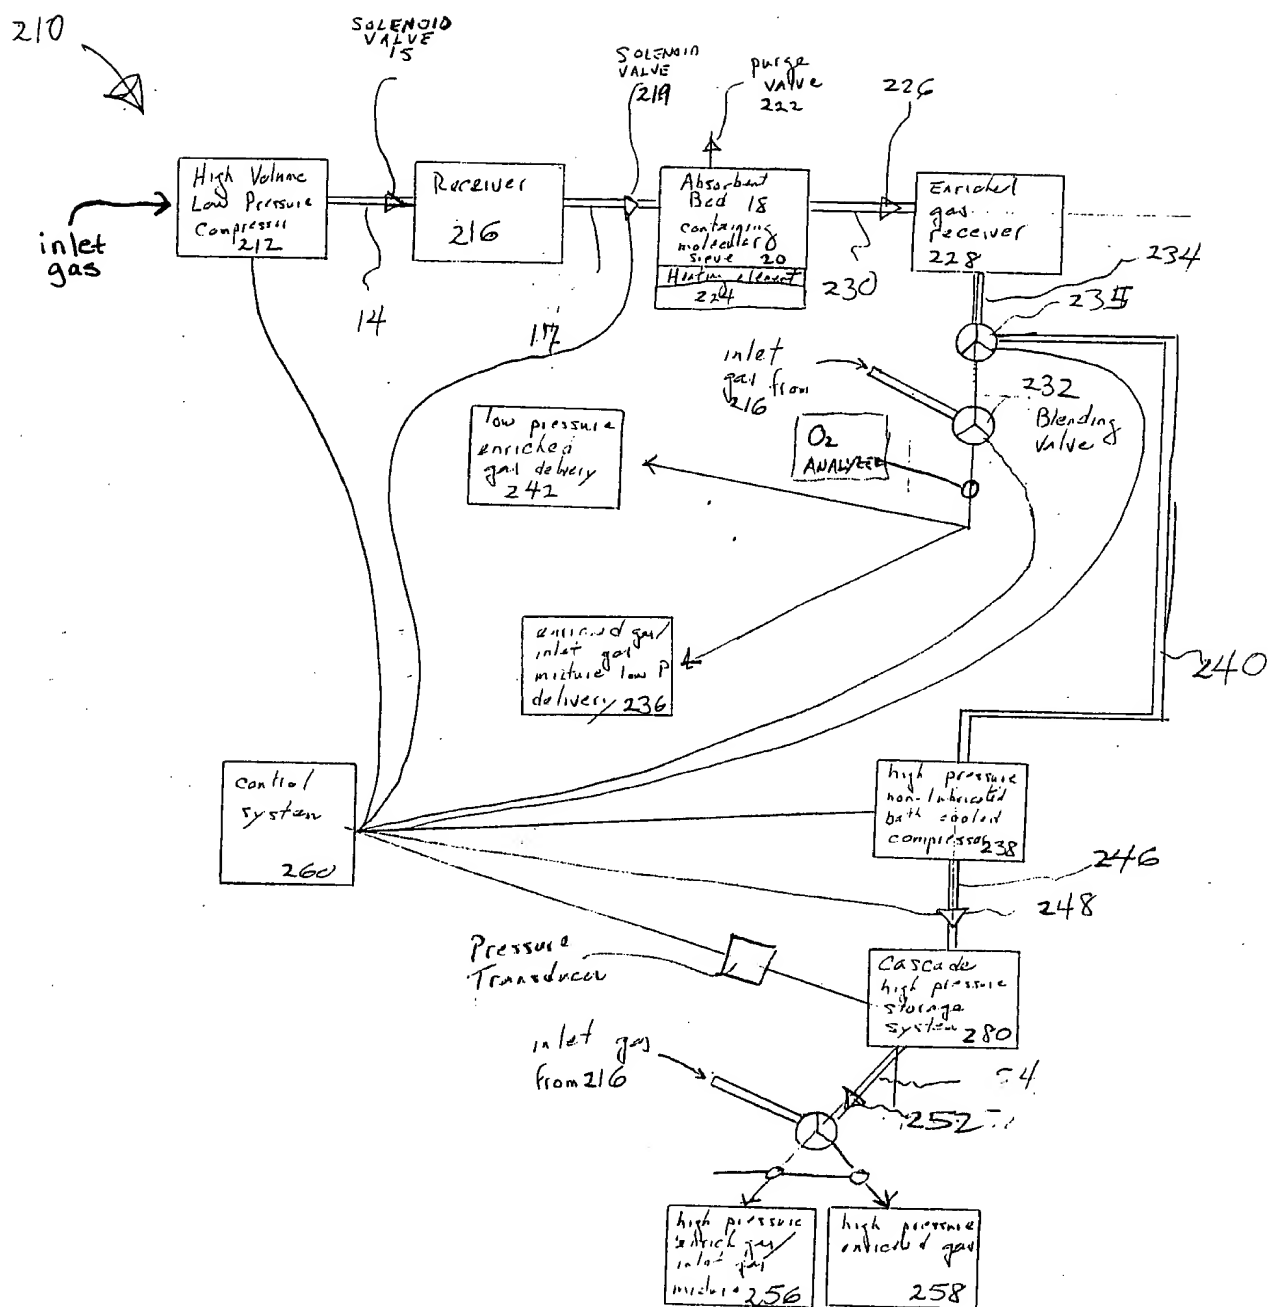 210
SOLENOID
VALVE
15
SOLENOID
VALVE
219
purge
valve
222
226
inlet
gas
High Volume
Low Pressure
Compressor
212
Receiver
216
Absorbent
Bed 18
containing
molecular
sieve 20
Heating element
224
Enriched
gas
receiver
228
14
17
230
234
235
inlet
gas from
216
232
Blending
valve
O2
ANALYZER
low pressure
enriched
gas delivery
242
enriched gas/
inlet gas
mixture low P
delivery 236
240
control
system
260
high pressure
non-lubricated
bath cooled
compressor 238
246
248
Pressure
Transducer
Cascade
high pressure
storage
system 280
inlet gas
from 216
252
high pressure
enrich gas/
inlet gas
mixture 256
high pressure
enriched gas
258